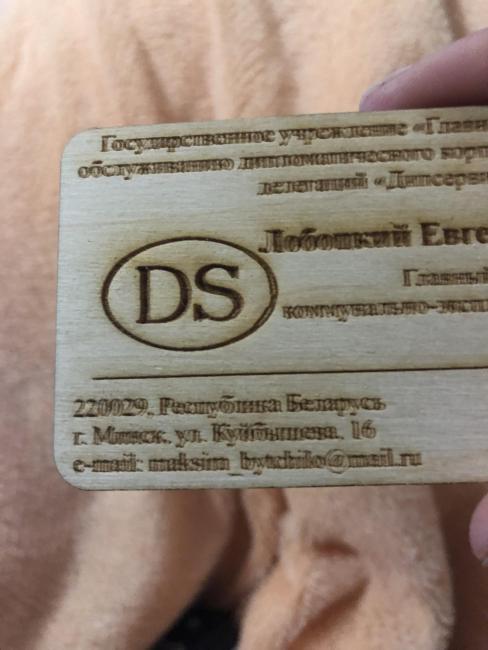 Государственное учреждение «Главн
обслуживанию дипломатического корп
делегаций «Дипсерви
Лобоцкий Евге
DS
Главный
коммунально-эксп
220029, Республика Беларусь
г. Минск, ул. Куйбышева, 16
e-mail: maksim_bytchilo@mail.ru